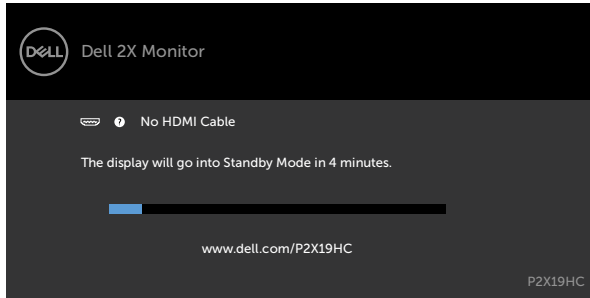 DELL
Dell 2X Monitor
? No HDMI Cable
The display will go into Standby Mode in 4 minutes.
www.dell.com/P2X19HC
P2X19HC